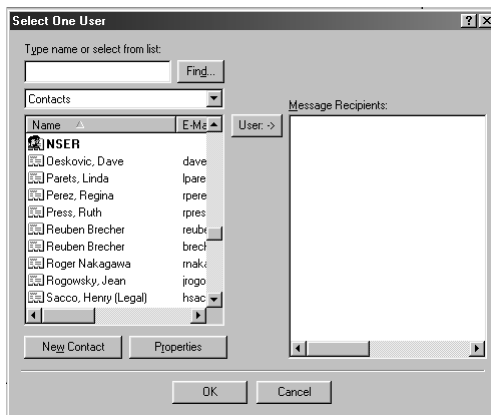 Select One User
Type name or select from list:
Find...
Contacts
Message Recipients:
Name E-Ma
User: ->
NSER
Oeskovic, Dave dave
Parets, Linda lpare
Perez, Regina rpere
Press, Ruth rpres
Reuben Brecher reube
Reuben Brecher brech
Roger Nakagawa rnaka
Rogowsky, Jean jrogo
Sacco, Henry (Legal) hsac
New Contact Properties
OK Cancel